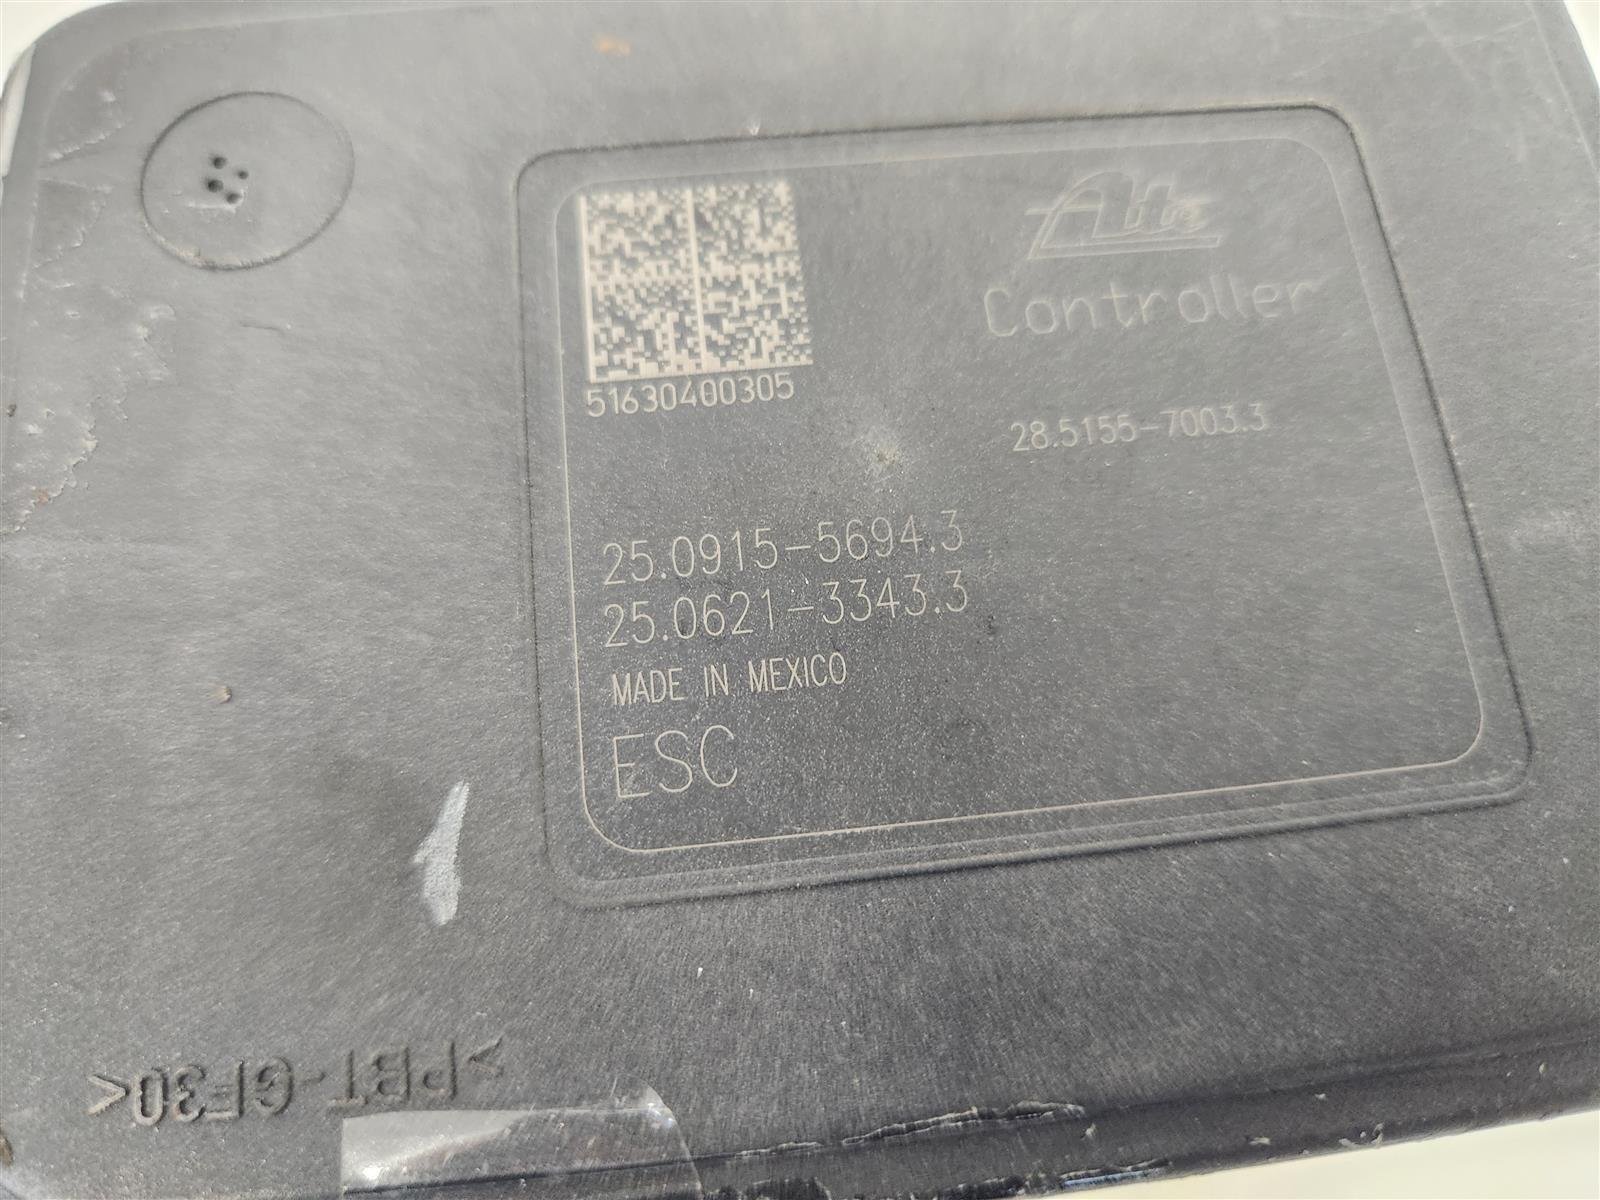 Ate
Controller
51630400305
28.5155-7003.3
25.0915-5694.3
25.0621-3343.3
MADE IN MEXICO
ESC
>PBT-GF30<